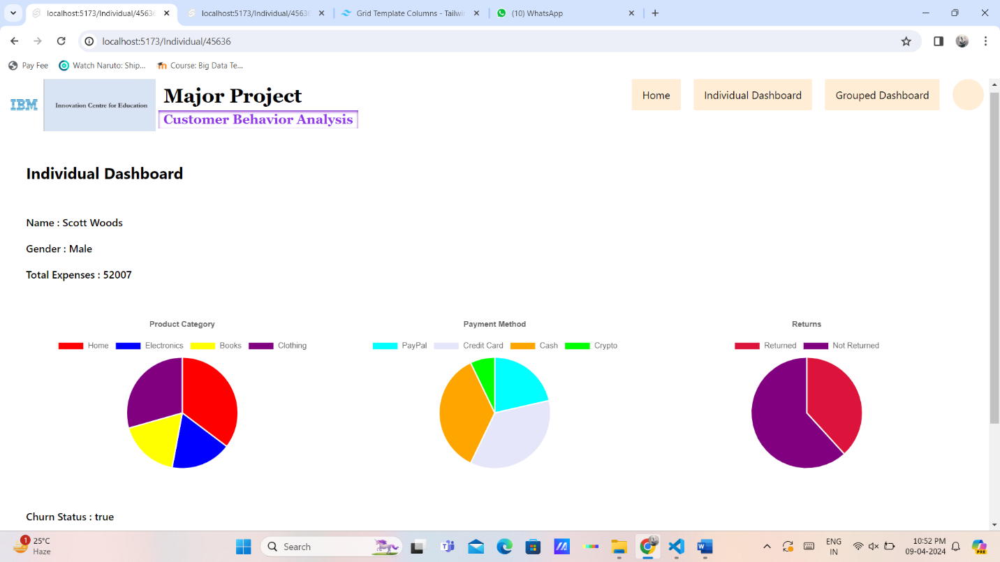 localhost:5173/Individual/45636
localhost:5173/Individual/45636
Grid Template Columns - Tailwin
(10) WhatsApp
localhost:5173/Individual/45636
Pay Fee
Watch Naruto: Ship...
Course: Big Data Te...
IBM
Innovation Centre for Education
Major Project
Customer Behavior Analysis
Home
Individual Dashboard
Grouped Dashboard
Individual Dashboard
Name : Scott Woods
Gender : Male
Total Expenses : 52007
Product Category
Home Electronics Books Clothing
Payment Method
PayPal Credit Card Cash Crypto
Returns
Returned Not Returned
Churn Status : true
1
25°C
Haze
Search
ENG
IN
10:52 PM
09-04-2024
PRE